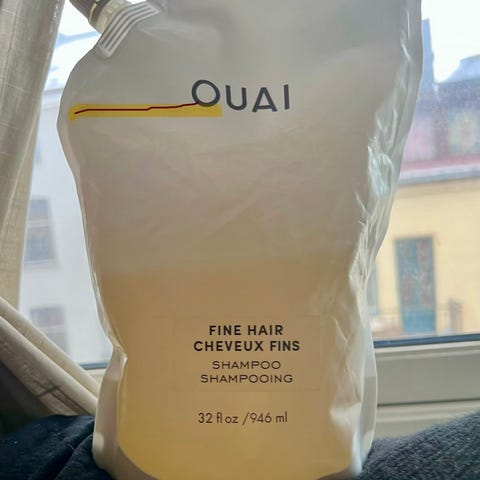 OUAI
FINE HAIR
CHEVEUX FINS
SHAMPOO
SHAMPOOING
32 fl oz / 946 ml